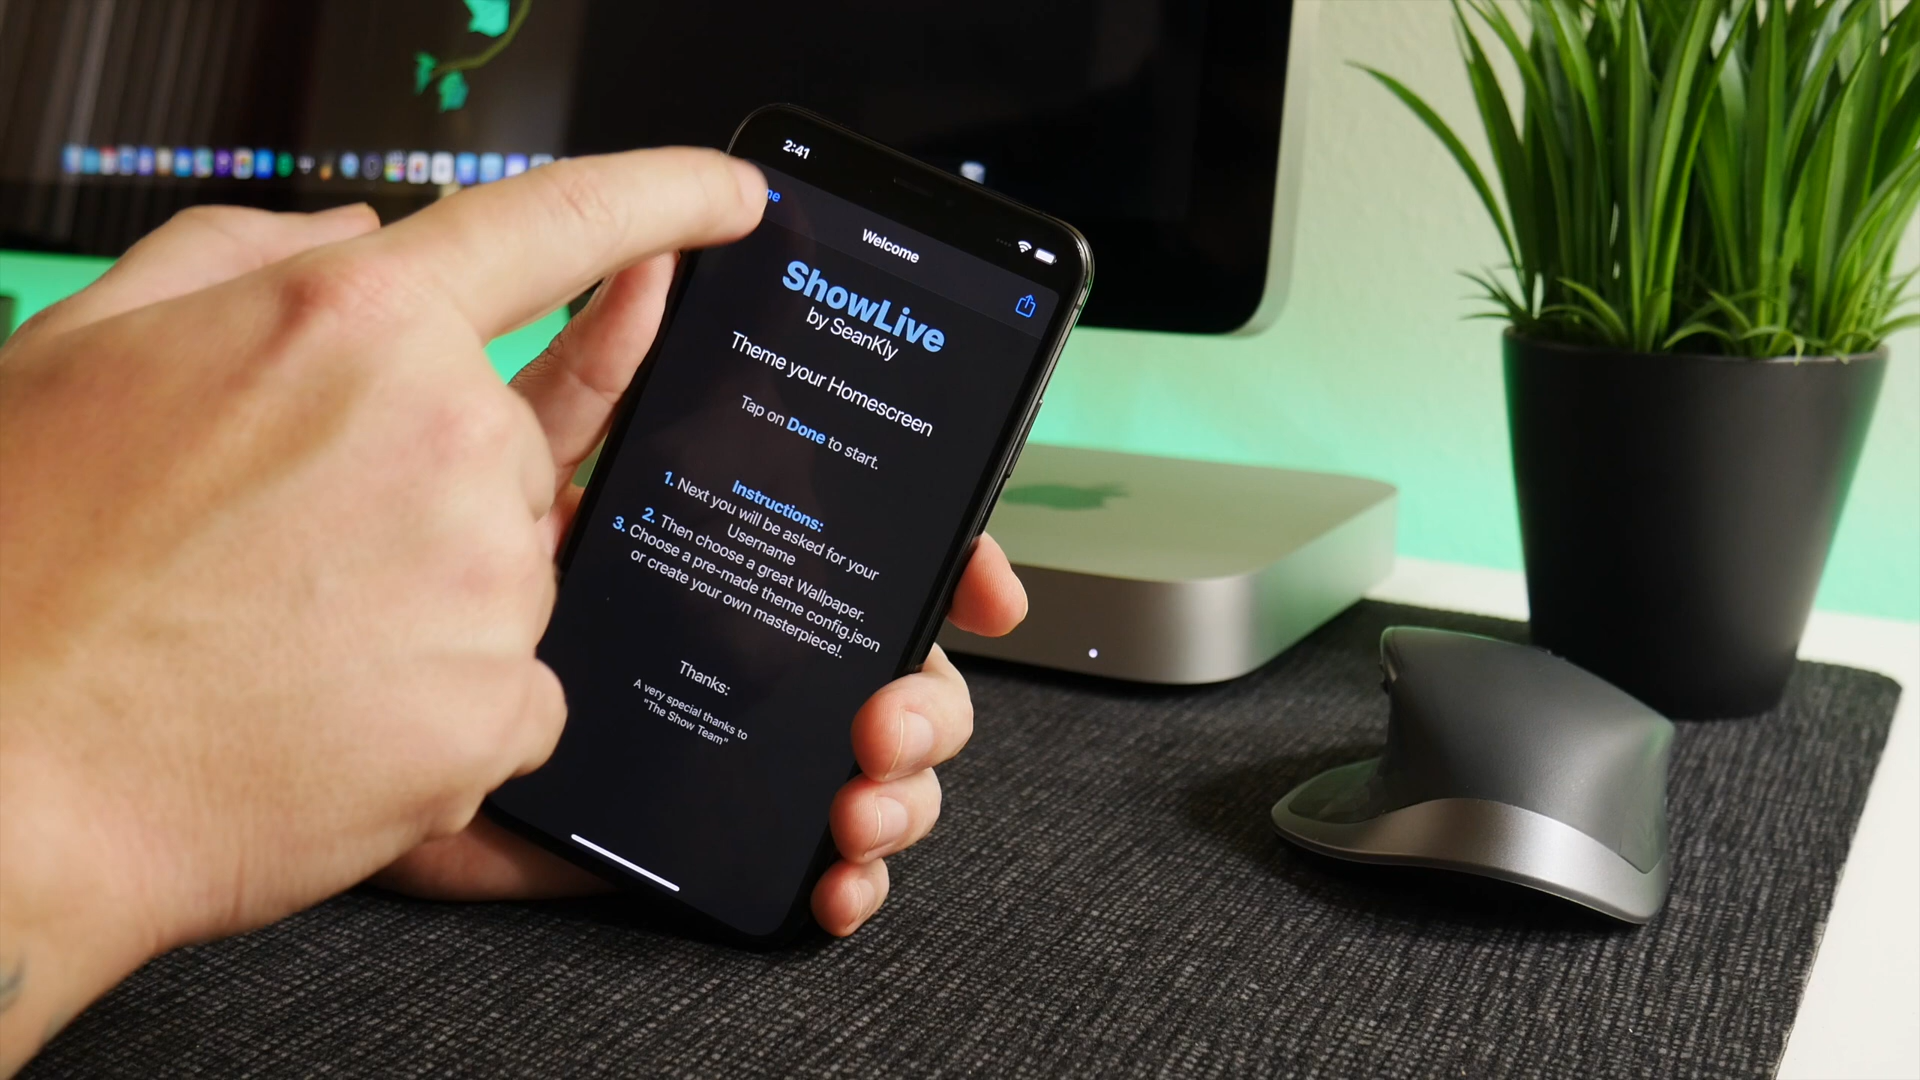 2:41
ne
Welcome
ShowLive
by SeanKly
Theme your Homescreen
Tap on Done to start.
Instructions:
1. Next you will be asked for your
Username
2. Then choose a great Wallpaper.
3. Choose a pre-made theme config.json
or create your own masterpiece!.
Thanks:
A very special thanks to
"The Show Team"